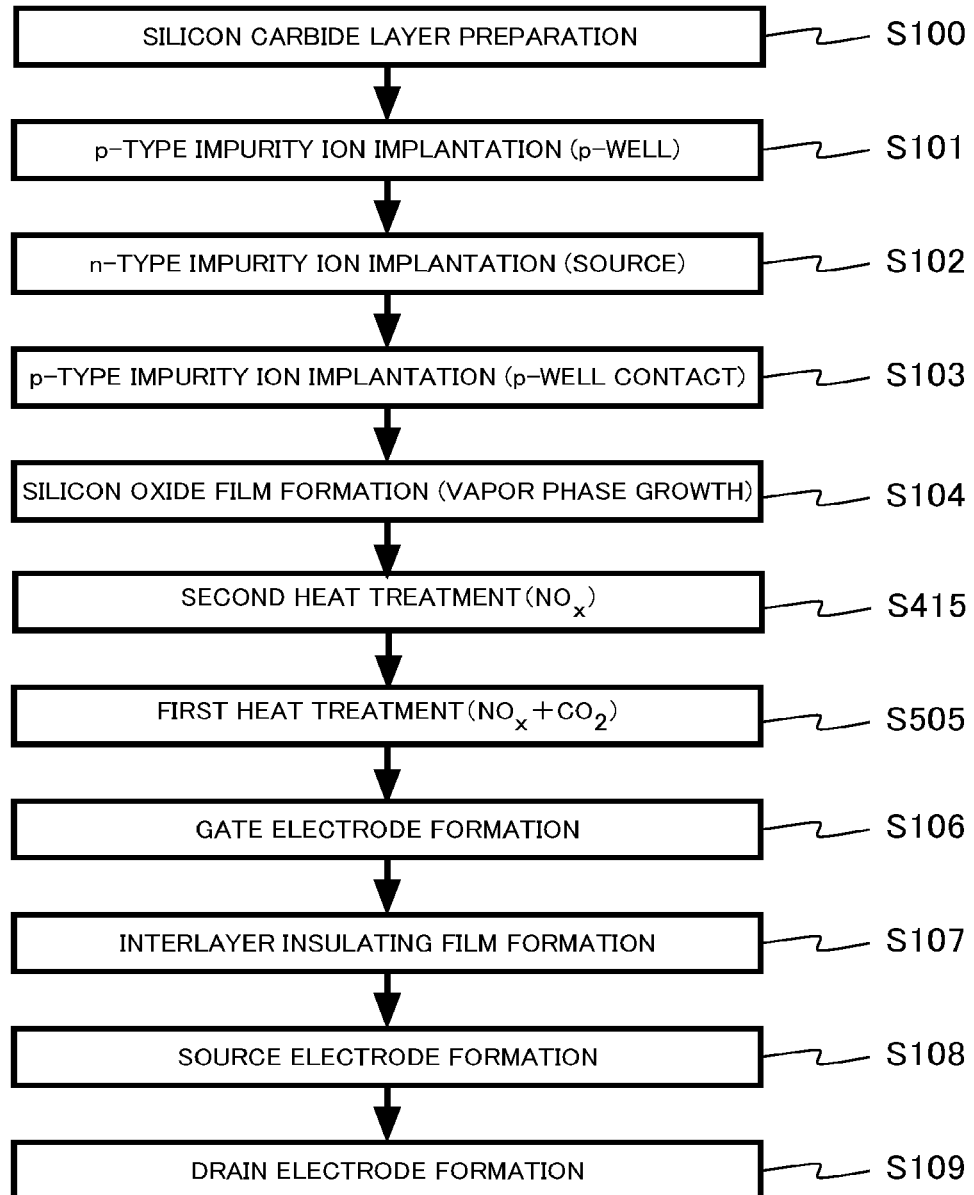 SILICON CARBIDE LAYER PREPARATION S100
p-TYPE IMPURITY ION IMPLANTATION (p-WELL) S101
n-TYPE IMPURITY ION IMPLANTATION (SOURCE) S102
p-TYPE IMPURITY ION IMPLANTATION (p-WELL CONTACT) S103
SILICON OXIDE FILM FORMATION (VAPOR PHASE GROWTH) S104
SECOND HEAT TREATMENT (NOx) S415
FIRST HEAT TREATMENT (NOx+CO2) S505
GATE ELECTRODE FORMATION S106
INTERLAYER INSULATING FILM FORMATION S107
SOURCE ELECTRODE FORMATION S108
DRAIN ELECTRODE FORMATION S109